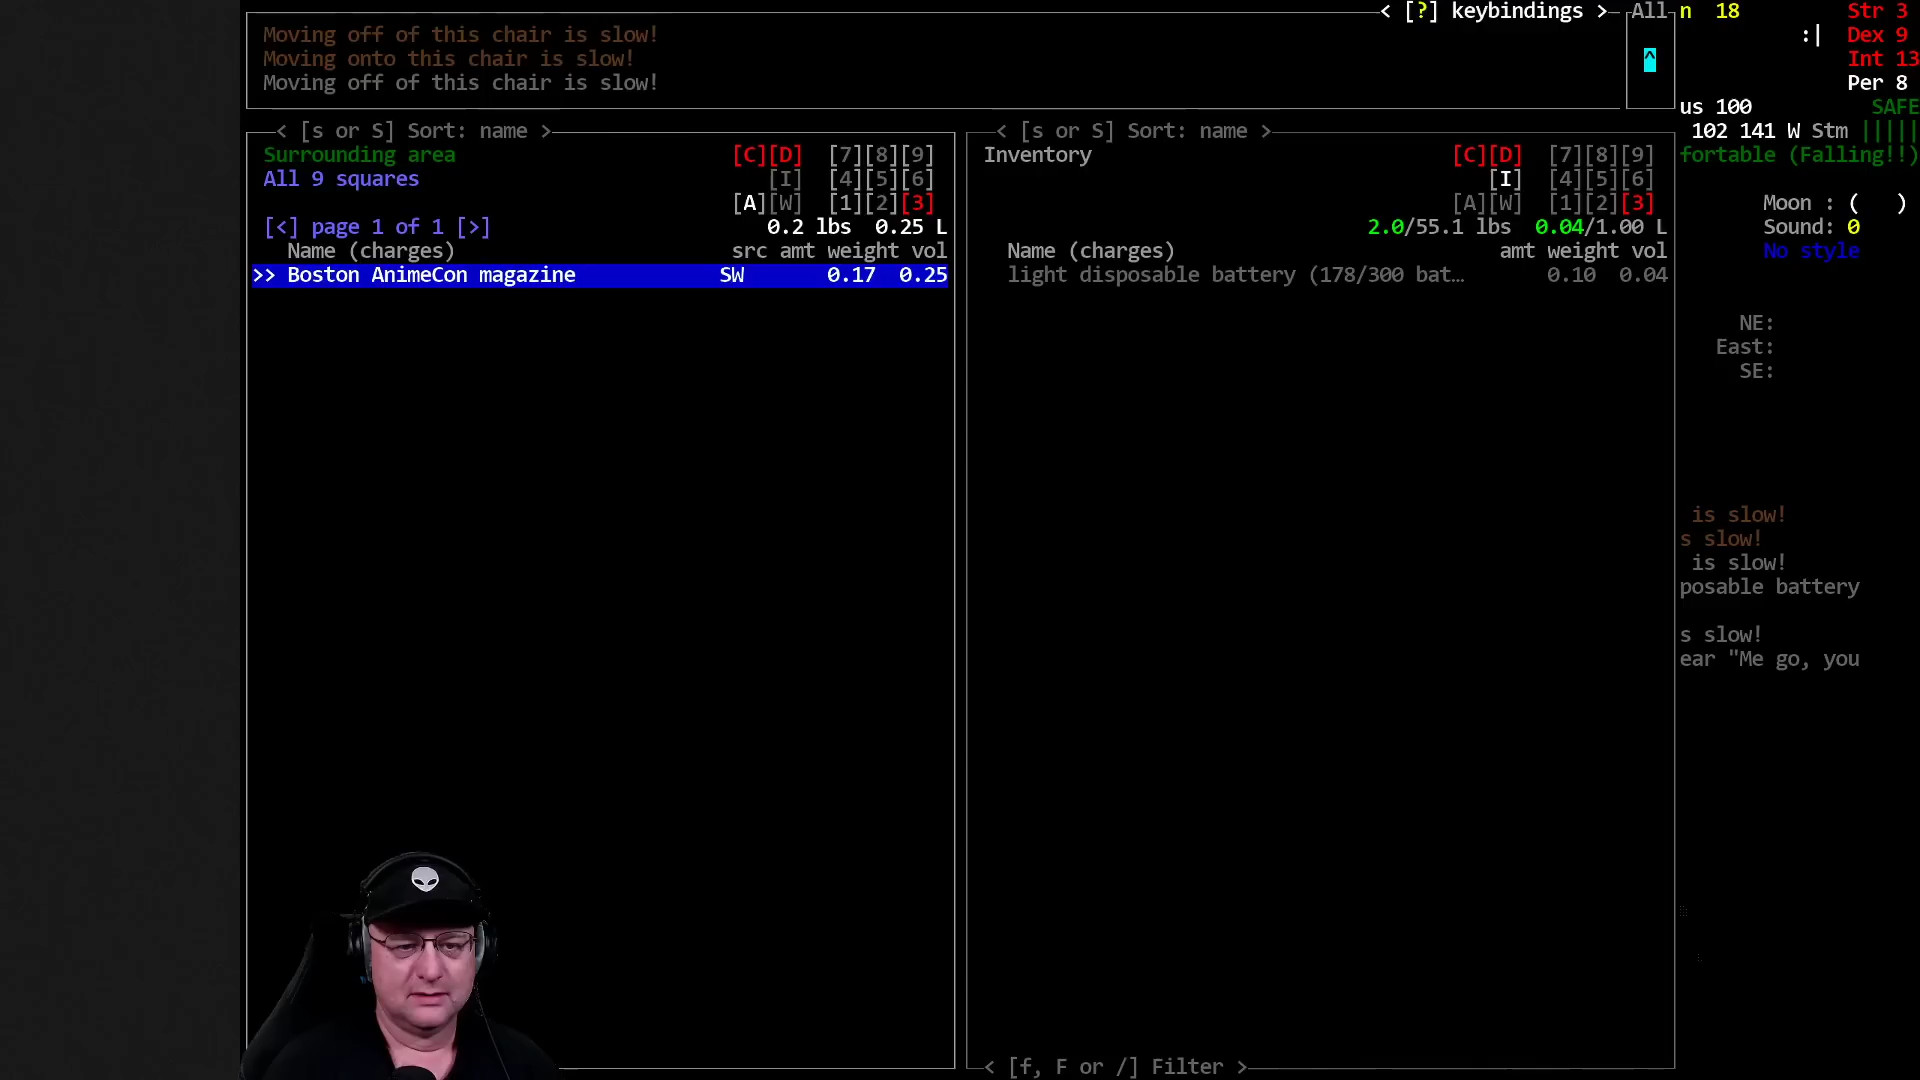 < [?] keybindings >
All
n 18
Str 3
Moving off of this chair is slow!
:|
Dex 9
Moving onto this chair is slow!
^
Int 13
Moving off of this chair is slow!
Per 8
us 100
SAFE
< [s or S] Sort: name >
< [s or S] Sort: name >
102 141 W Stm |||||
Surrounding area
[C][D] [7][8][9]
Inventory
[C][D] [7][8][9]
fortable (Falling!!)
All 9 squares
[I] [4][5][6]
[I] [4][5][6]
[A][W] [1][2][3]
[A][W] [1][2][3]
Moon : ( )
[<] page 1 of 1 [>]
0.2 lbs 0.25 L
2.0/55.1 lbs 0.04/1.00 L
Sound: 0
Name (charges)
src amt weight vol
Name (charges)
amt weight vol
No style
>> Boston AnimeCon magazine SW 0.17 0.25
light disposable battery (178/300 bat… 0.10 0.04
NE:
East:
SE:
is slow!
s slow!
is slow!
posable battery
s slow!
ear "Me go, you
< [f, F or /] Filter >